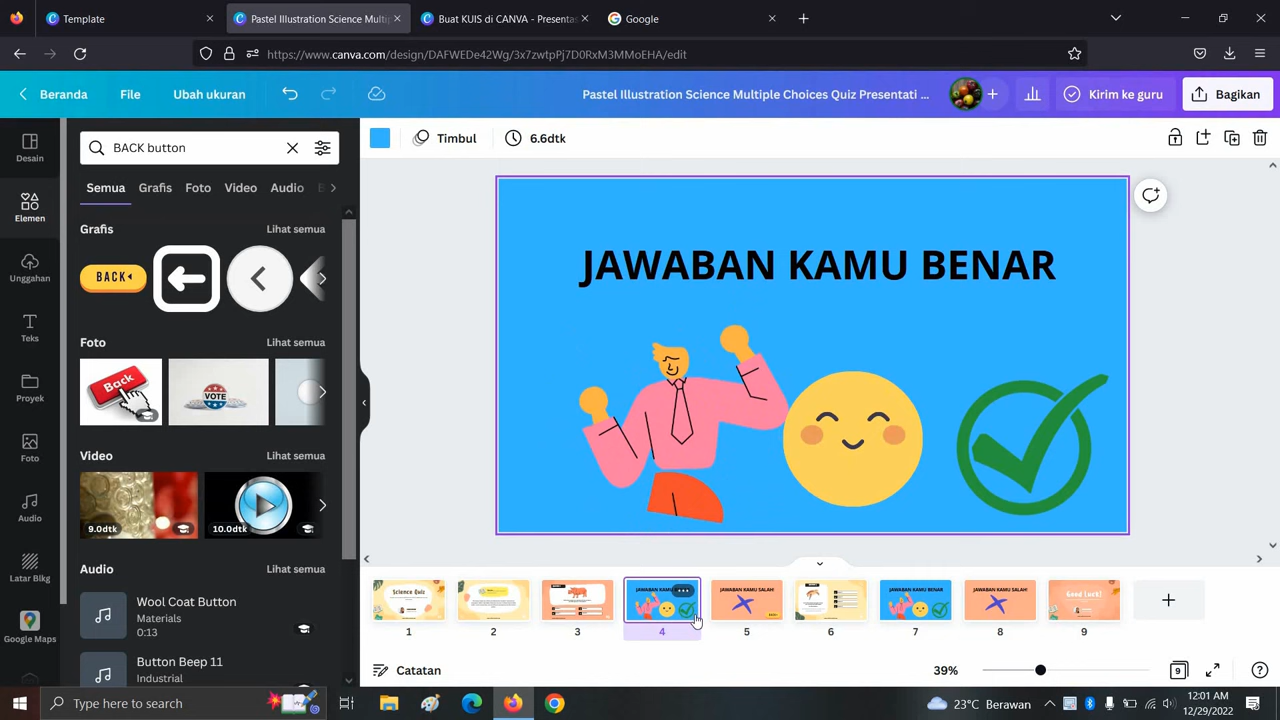 Template
Pastel Illustration Science Multip
Buat KUIS di CANVA - Presentas
Google
https://www.canva.com/design/DAFWEDe42Wg/3x7zwtpPj7D0RxM3MMoEHA/edit
Beranda
File
Ubah ukuran
Pastel Illustration Science Multiple Choices Quiz Presentati ...
Kirim ke guru
Bagikan
Desain
Elemen
Unggahan
Teks
Proyek
Foto
Audio
Latar Blkg
Google Maps
BACK button
Semua
Grafis
Foto
Video
Audio
Grafis
Lihat semua
BACK
Foto
Lihat semua
Back
VOTE
Video
Lihat semua
9.0dtk
10.0dtk
Audio
Lihat semua
Wool Coat Button
Materials
0:13
Button Beep 11
Industrial
Timbul
6.6dtk
JAWABAN KAMU BENAR
Science Quiz
JAWABAN KAMU
JAWABAN KAMU SALAH!
JAWABAN KAMU BENAR
JAWABAN KAMU SALAH!
Good Luck!
1
2
3
4
5
6
7
8
9
Catatan
39%
9
Type here to search
23°C Berawan
12:01 AM
12/29/2022